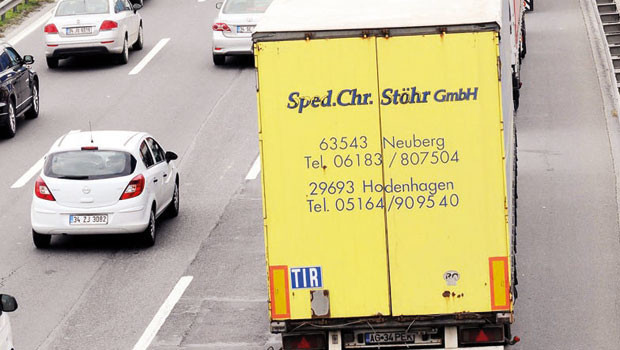 Sped.Chr. Stöhr GmbH
63543 Neuberg
Tel. 06183/807504
29693 Hodenhagen
Tel. 05164/909540
TIR
34 ZJ 3082